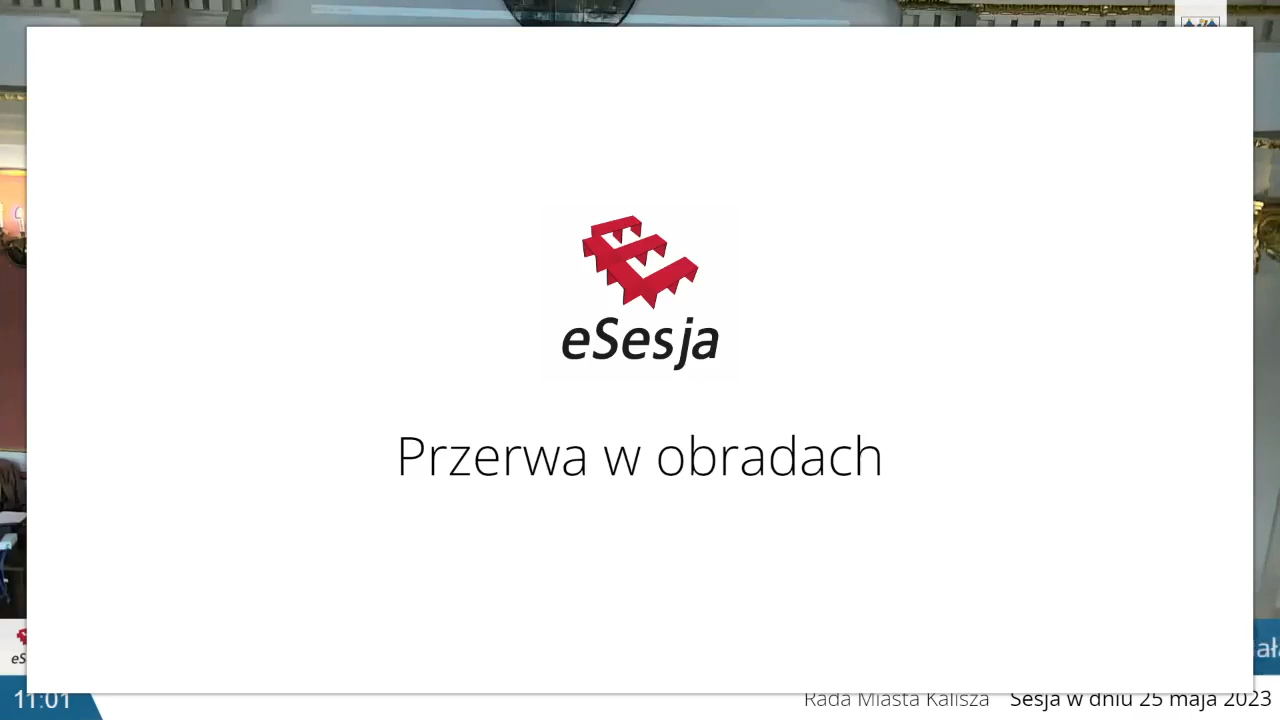 eSesja
Przerwa w obradach
11:01
Rada Miasta Kalisza Sesja w dniu 25 maja 2023